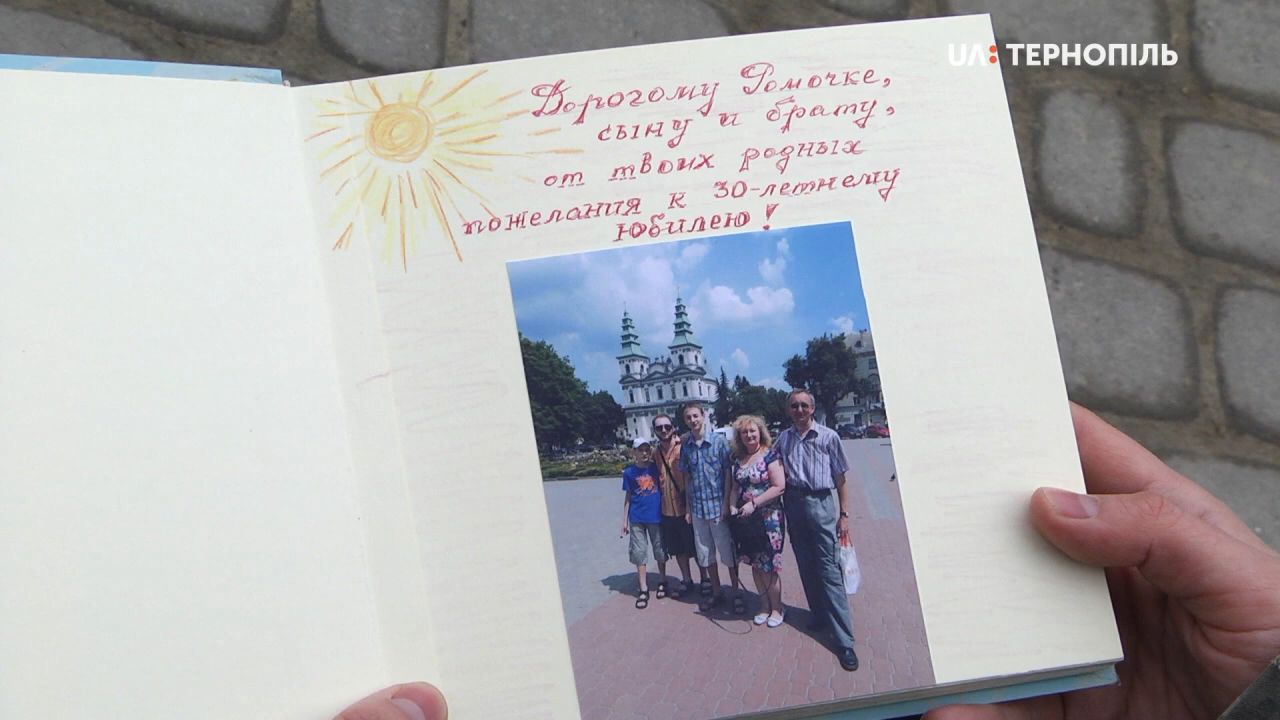 UA: ТЕРНОПІЛЬ
Дорогому Ромочке,
сыну и брату,
от твоих родных
пожелания к 30-летнему
юбилею!